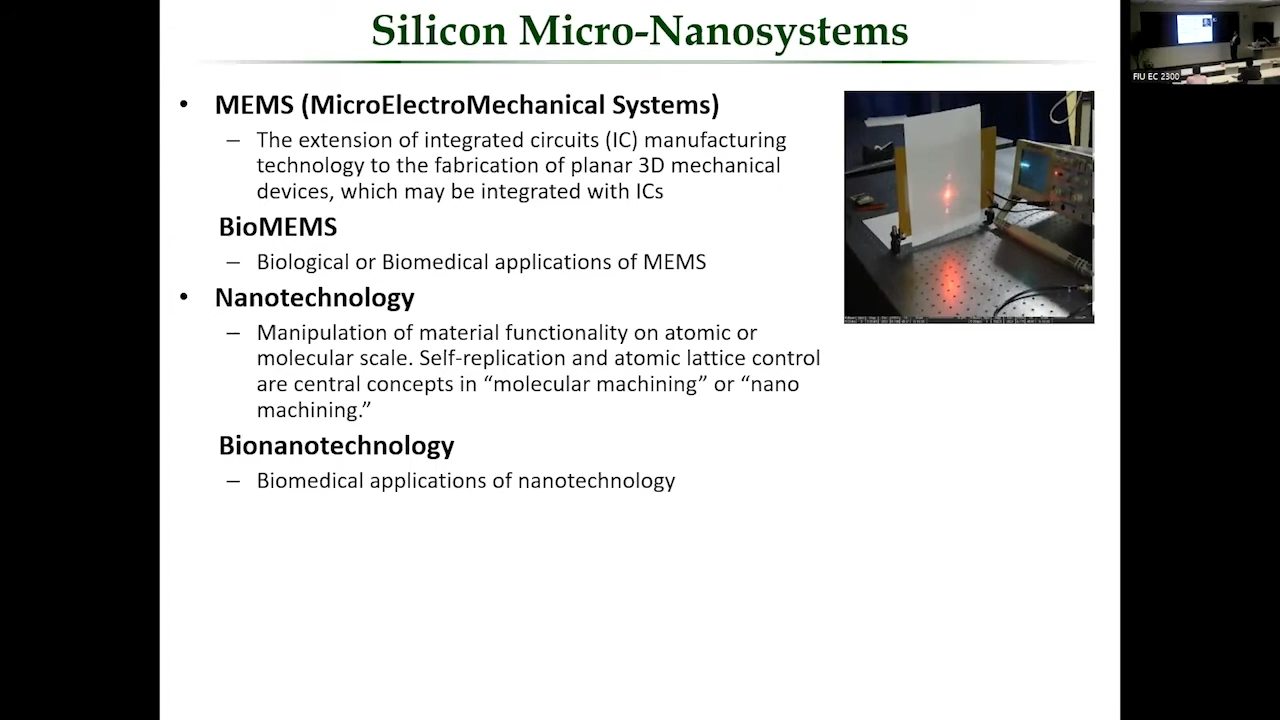 Silicon Micro-Nanosystems
FIU EC 2300
• MEMS (MicroElectroMechanical Systems)
– The extension of integrated circuits (IC) manufacturing
technology to the fabrication of planar 3D mechanical
devices, which may be integrated with ICs
BioMEMS
– Biological or Biomedical applications of MEMS
• Nanotechnology
– Manipulation of material functionality on atomic or
molecular scale. Self-replication and atomic lattice control
are central concepts in “molecular machining” or “nano
machining.”
Bionanotechnology
– Biomedical applications of nanotechnology